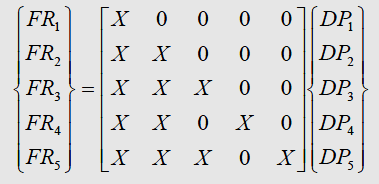 FR₁ X 0 0 0 0 DP₁
FR₂ X X 0 0 0 DP₂
FR₃ = X X X 0 0 DP₃
FR₄ X X 0 X 0 DP₄
FR₅ X X X 0 X DP₅